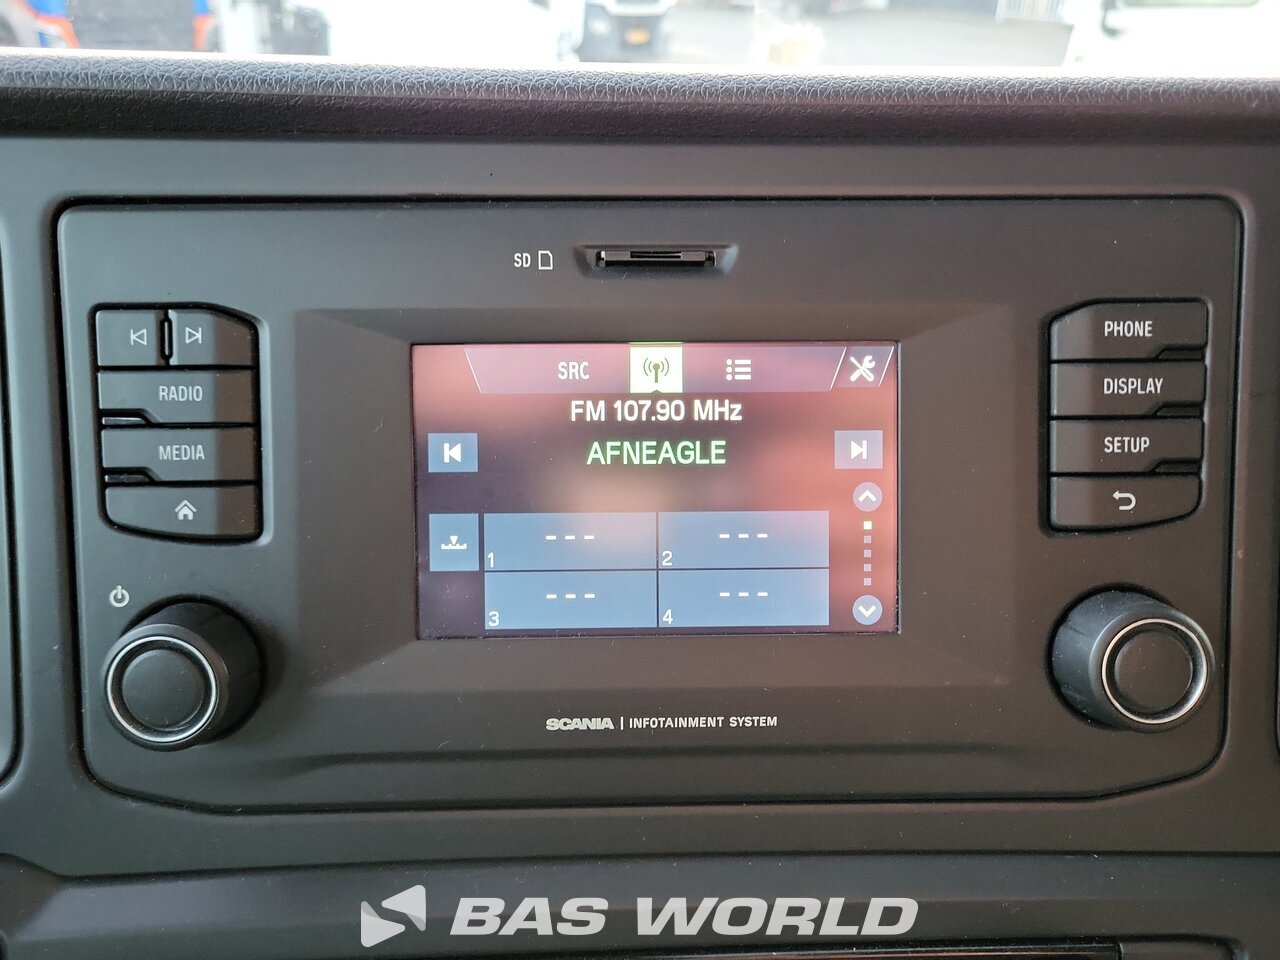 SD
RADIO
MEDIA
PHONE
DISPLAY
SETUP
SRC
FM 107.90 MHz
AFNEAGLE
--- ---
1 2
--- ---
3 4
SCANIA | INFOTAINMENT SYSTEM
BAS WORLD